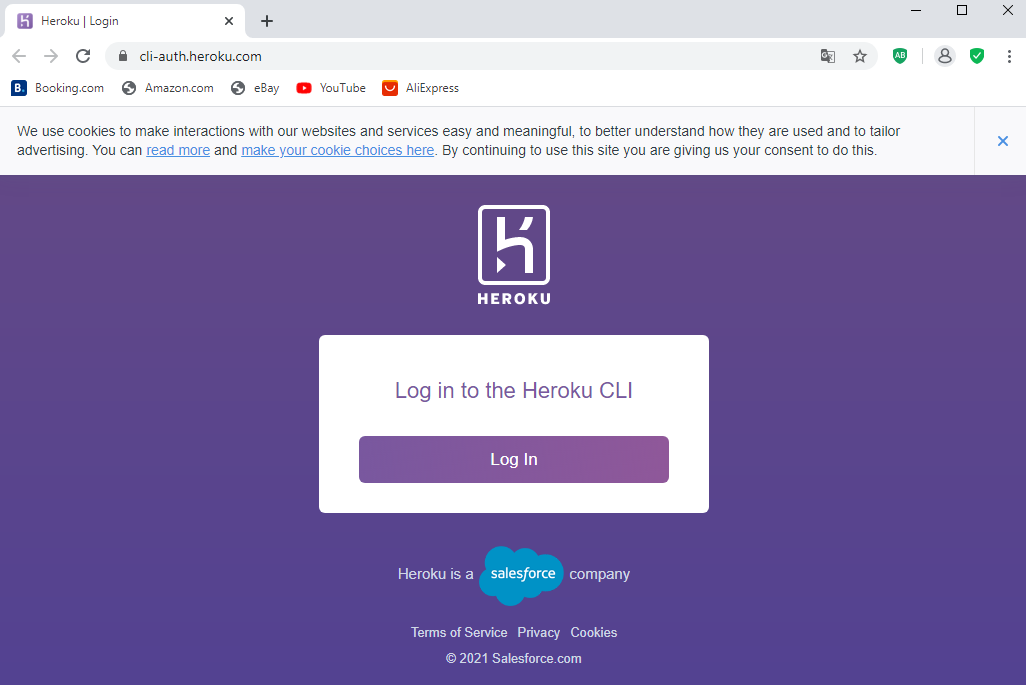 Heroku | Login
cli-auth.heroku.com
AB
B. Booking.com Amazon.com eBay YouTube AliExpress
We use cookies to make interactions with our websites and services easy and meaningful, to better understand how they are used and to tailor
advertising. You can read more and make your cookie choices here. By continuing to use this site you are giving us your consent to do this.
HEROKU
Log in to the Heroku CLI
Log In
Heroku is a salesforce company
Terms of Service Privacy Cookies
© 2021 Salesforce.com